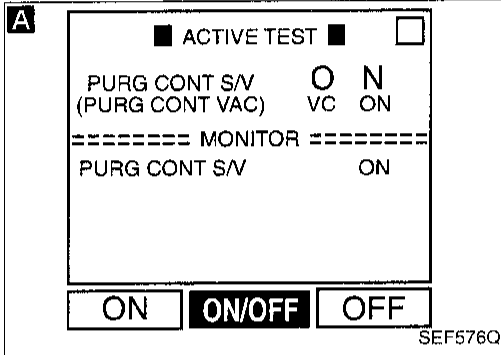 A
■ ACTIVE TEST ■
PURG CONT S/V O N
(PURG CONT VAC) VC ON
======== MONITOR ========
PURG CONT S/V ON
ON ON/OFF OFF
SEF576Q